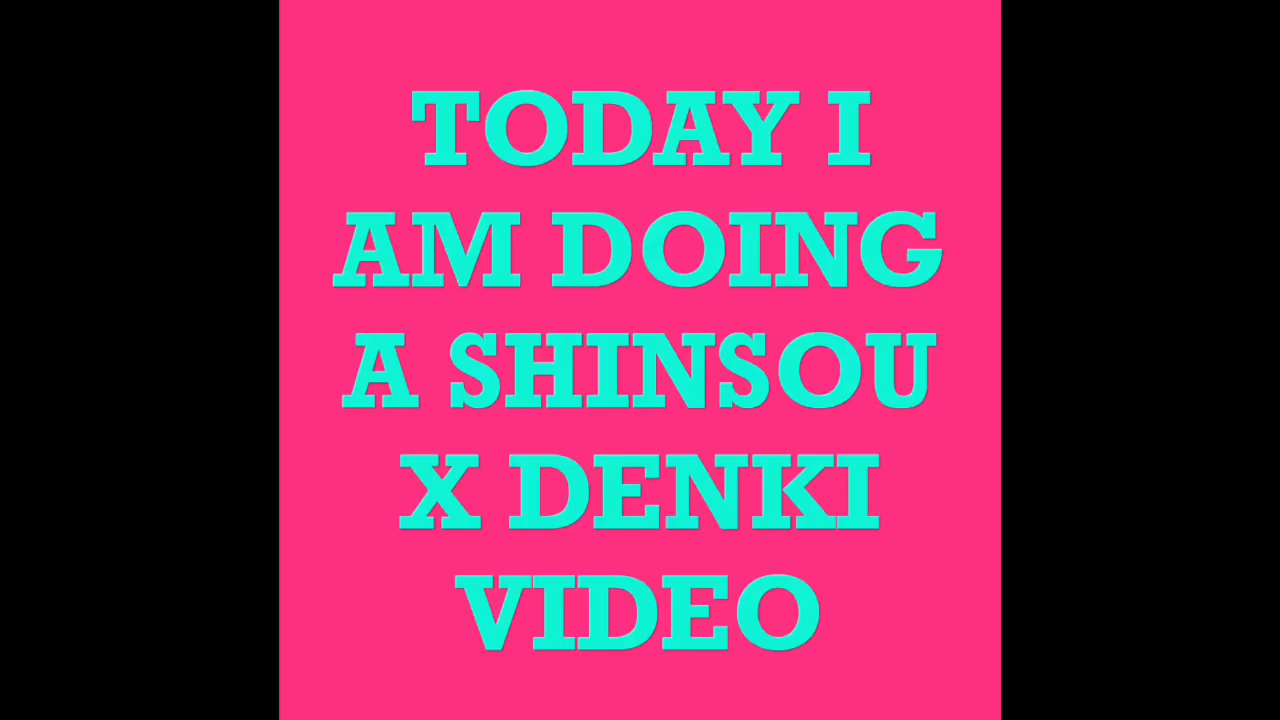 TODAY I
AM DOING
A SHINSOU
X DENKI
VIDEO